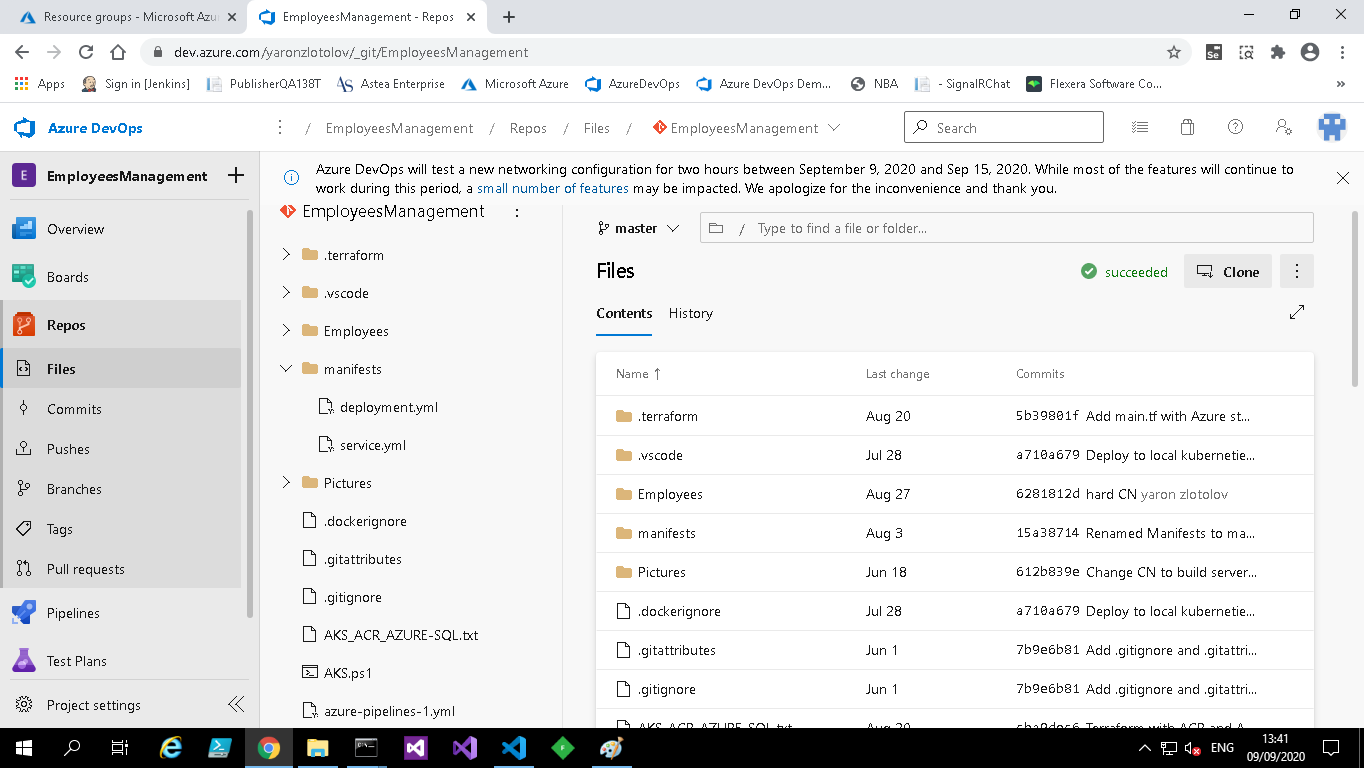 Resource groups - Microsoft Azu
EmployeesManagement - Repos
dev.azure.com/yaronzlotolov/_git/EmployeesManagement
Apps
Sign in [Jenkins]
PublisherQA138T
Astea Enterprise
Microsoft Azure
AzureDevOps
Azure DevOps Dem...
NBA
- SignalRChat
Flexera Software Co...
Azure DevOps
/ EmployeesManagement / Repos / Files / EmployeesManagement
Search
E EmployeesManagement
Azure DevOps will test a new networking configuration for two hours between September 9, 2020 and Sep 15, 2020. While most of the features will continue to
work during this period, a small number of features may be impacted. We apologize for the inconvenience and thank you.
Overview
Boards
Repos
Files
Commits
Pushes
Branches
Tags
Pull requests
Pipelines
Test Plans
Project settings
EmployeesManagement
.terraform
.vscode
Employees
manifests
deployment.yml
service.yml
Pictures
.dockerignore
.gitattributes
.gitignore
AKS_ACR_AZURE-SQL.txt
AKS.ps1
azure-pipelines-1.yml
master
/ Type to find a file or folder...
Files
succeeded
Clone
Contents
History
Name ↑ Last change Commits
.terraform Aug 20 5b39801f Add main.tf with Azure st...
.vscode Jul 28 a710a679 Deploy to local kubernetie...
Employees Aug 27 6281812d hard CN yaron zlotolov
manifests Aug 3 15a38714 Renamed Manifests to ma...
Pictures Jun 18 612b839e Change CN to build server...
.dockerignore Jul 28 a710a679 Deploy to local kubernetie...
.gitattributes Jun 1 7b9e6b81 Add .gitignore and .gitattri...
.gitignore Jun 1 7b9e6b81 Add .gitignore and .gitattri...
AKS_ACR_AZURE-SQL.txt Aug 20 Terraform with ACR and A...
ENG
13:41
09/09/2020